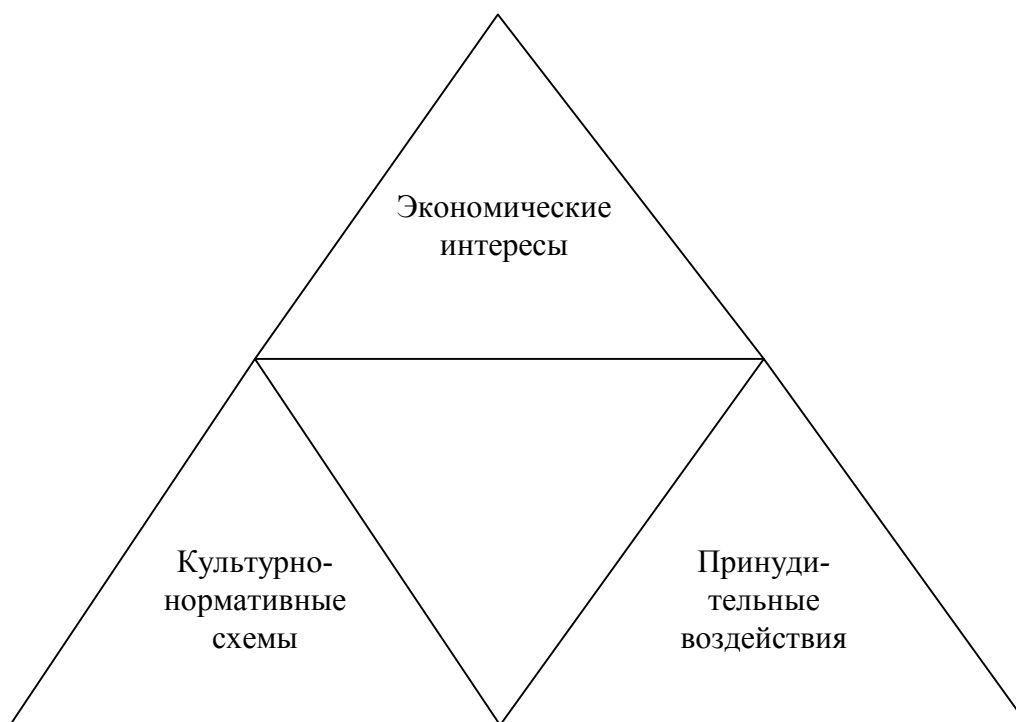 Экономические
интересы
Культурно-
нормативные
схемы
Принуди-
тельные
воздействия